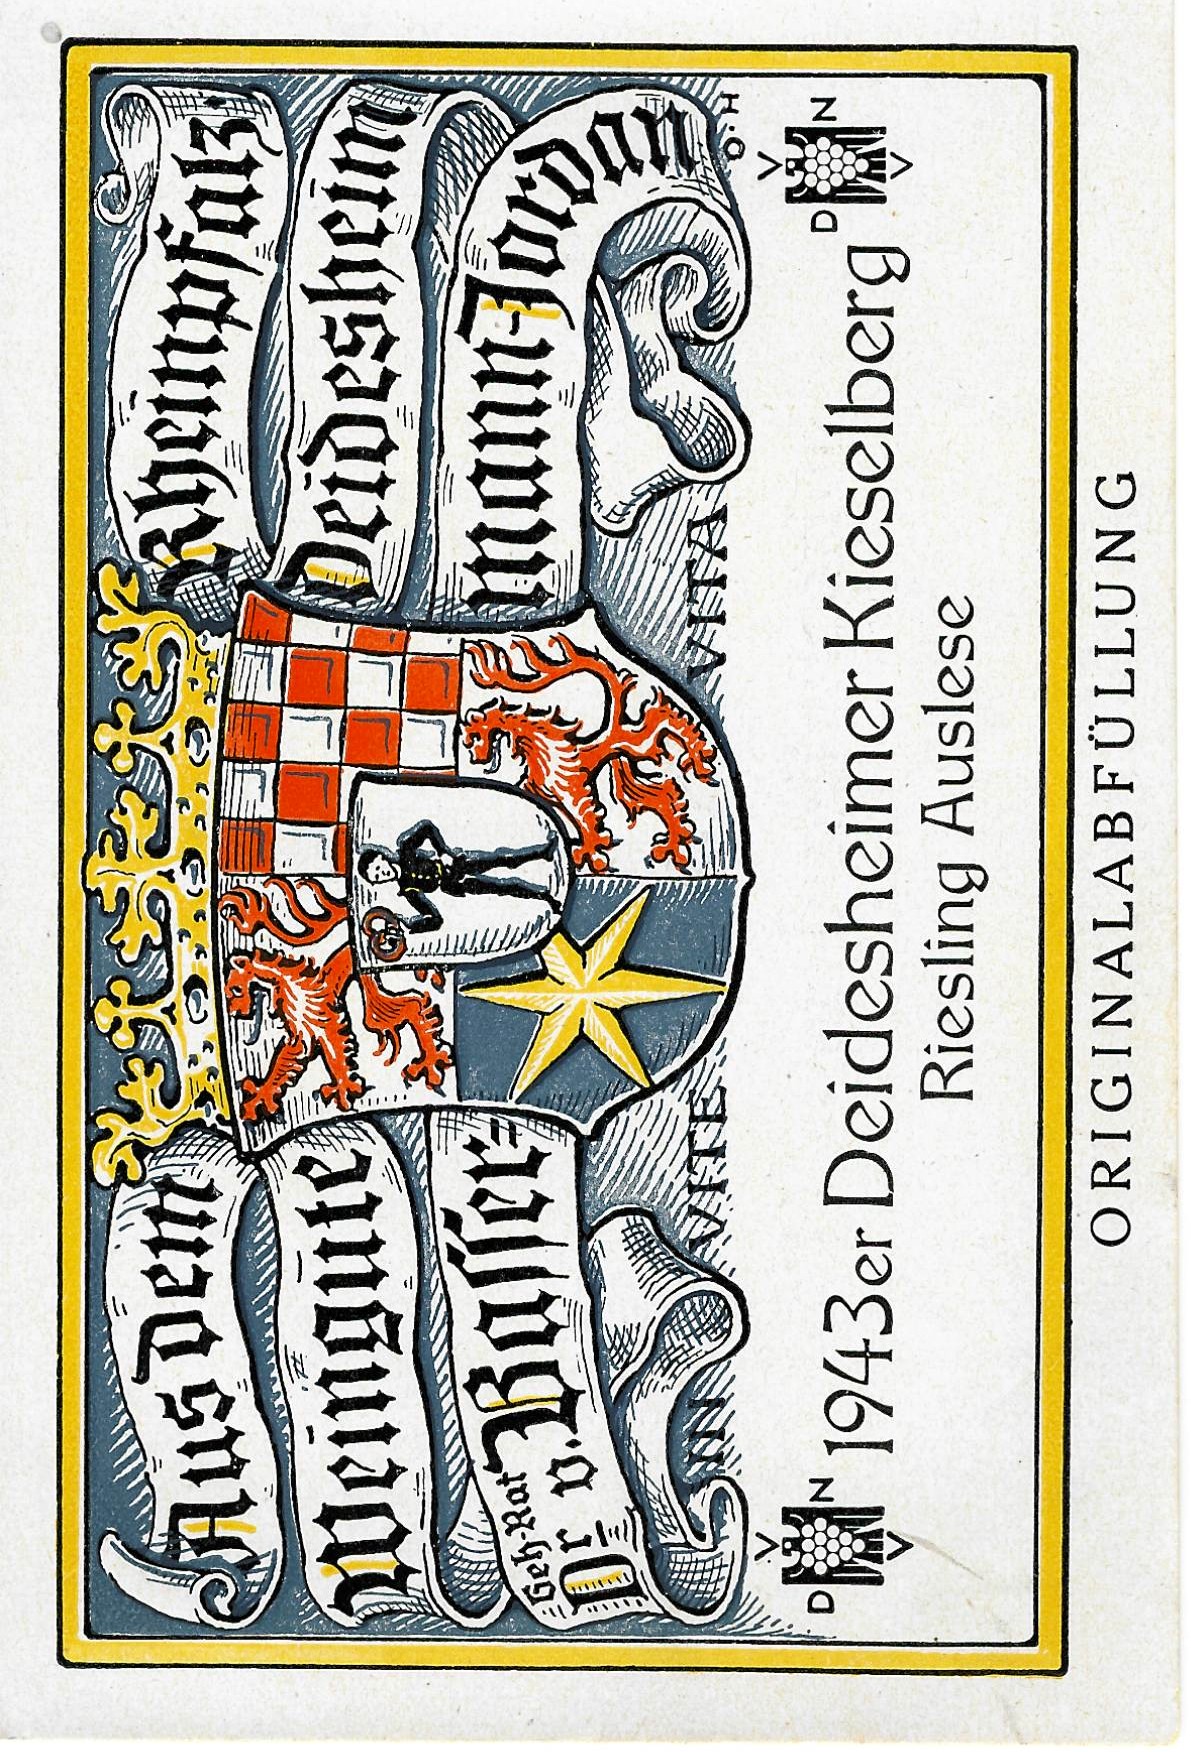 Aus dem
Rheinpfalz
Weingute
Deidesheim
Geh-Rat
Dr v. Basser=
mann-Jordan
IN VITE VITA
O.H
V
D N
V
1943er Deidesheimer Kieselberg
V
D N
V
Riesling Auslese
ORIGINALABFÜLLUNG